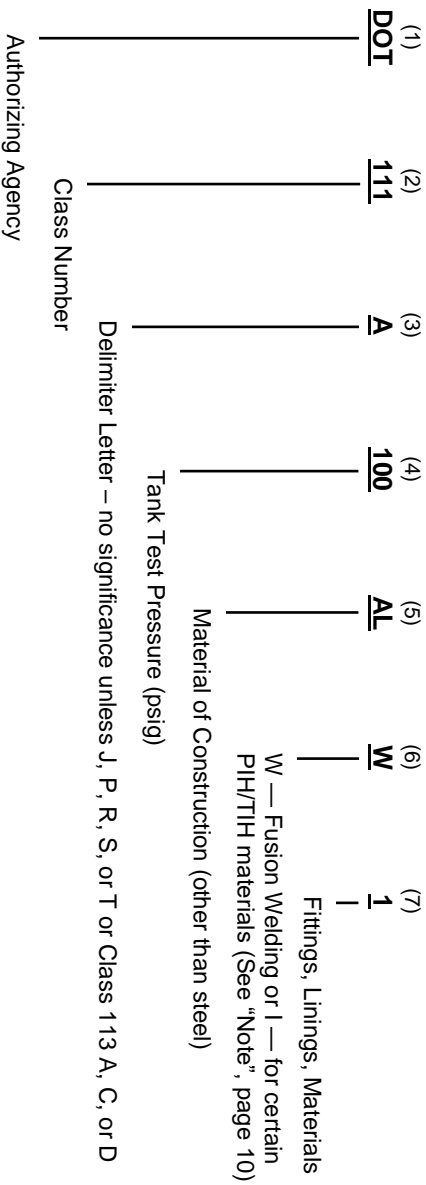 (1) (2) (3) (4) (5) (6) (7)
DOT 111 A 100 AL W 1
Fittings, Linings, Materials
W — Fusion Welding or I — for certain
PIH/TIH materials (See “Note”, page 10)
Material of Construction (other than steel)
Tank Test Pressure (psig)
Delimiter Letter – no significance unless J, P, R, S, or T or Class 113 A, C, or D
Class Number
Authorizing Agency